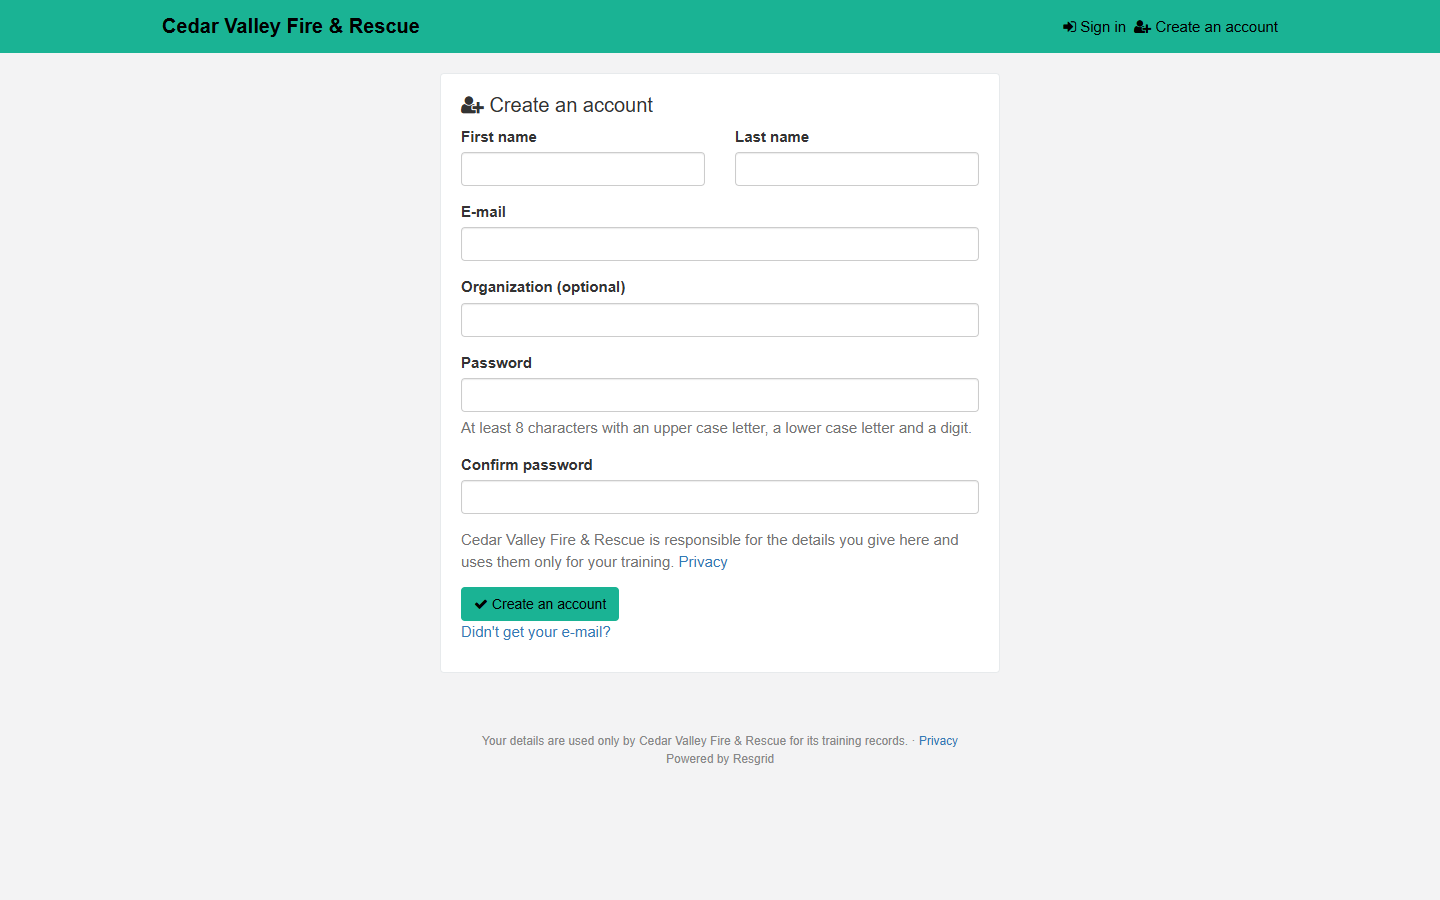 Cedar Valley Fire & Rescue
Sign in Create an account
Create an account
First name Last name
E-mail
Organization (optional)
Password
At least 8 characters with an upper case letter, a lower case letter and a digit.
Confirm password
Cedar Valley Fire & Rescue is responsible for the details you give here and
uses them only for your training. Privacy
Create an account
Didn't get your e-mail?
Your details are used only by Cedar Valley Fire & Rescue for its training records. · Privacy
Powered by Resgrid